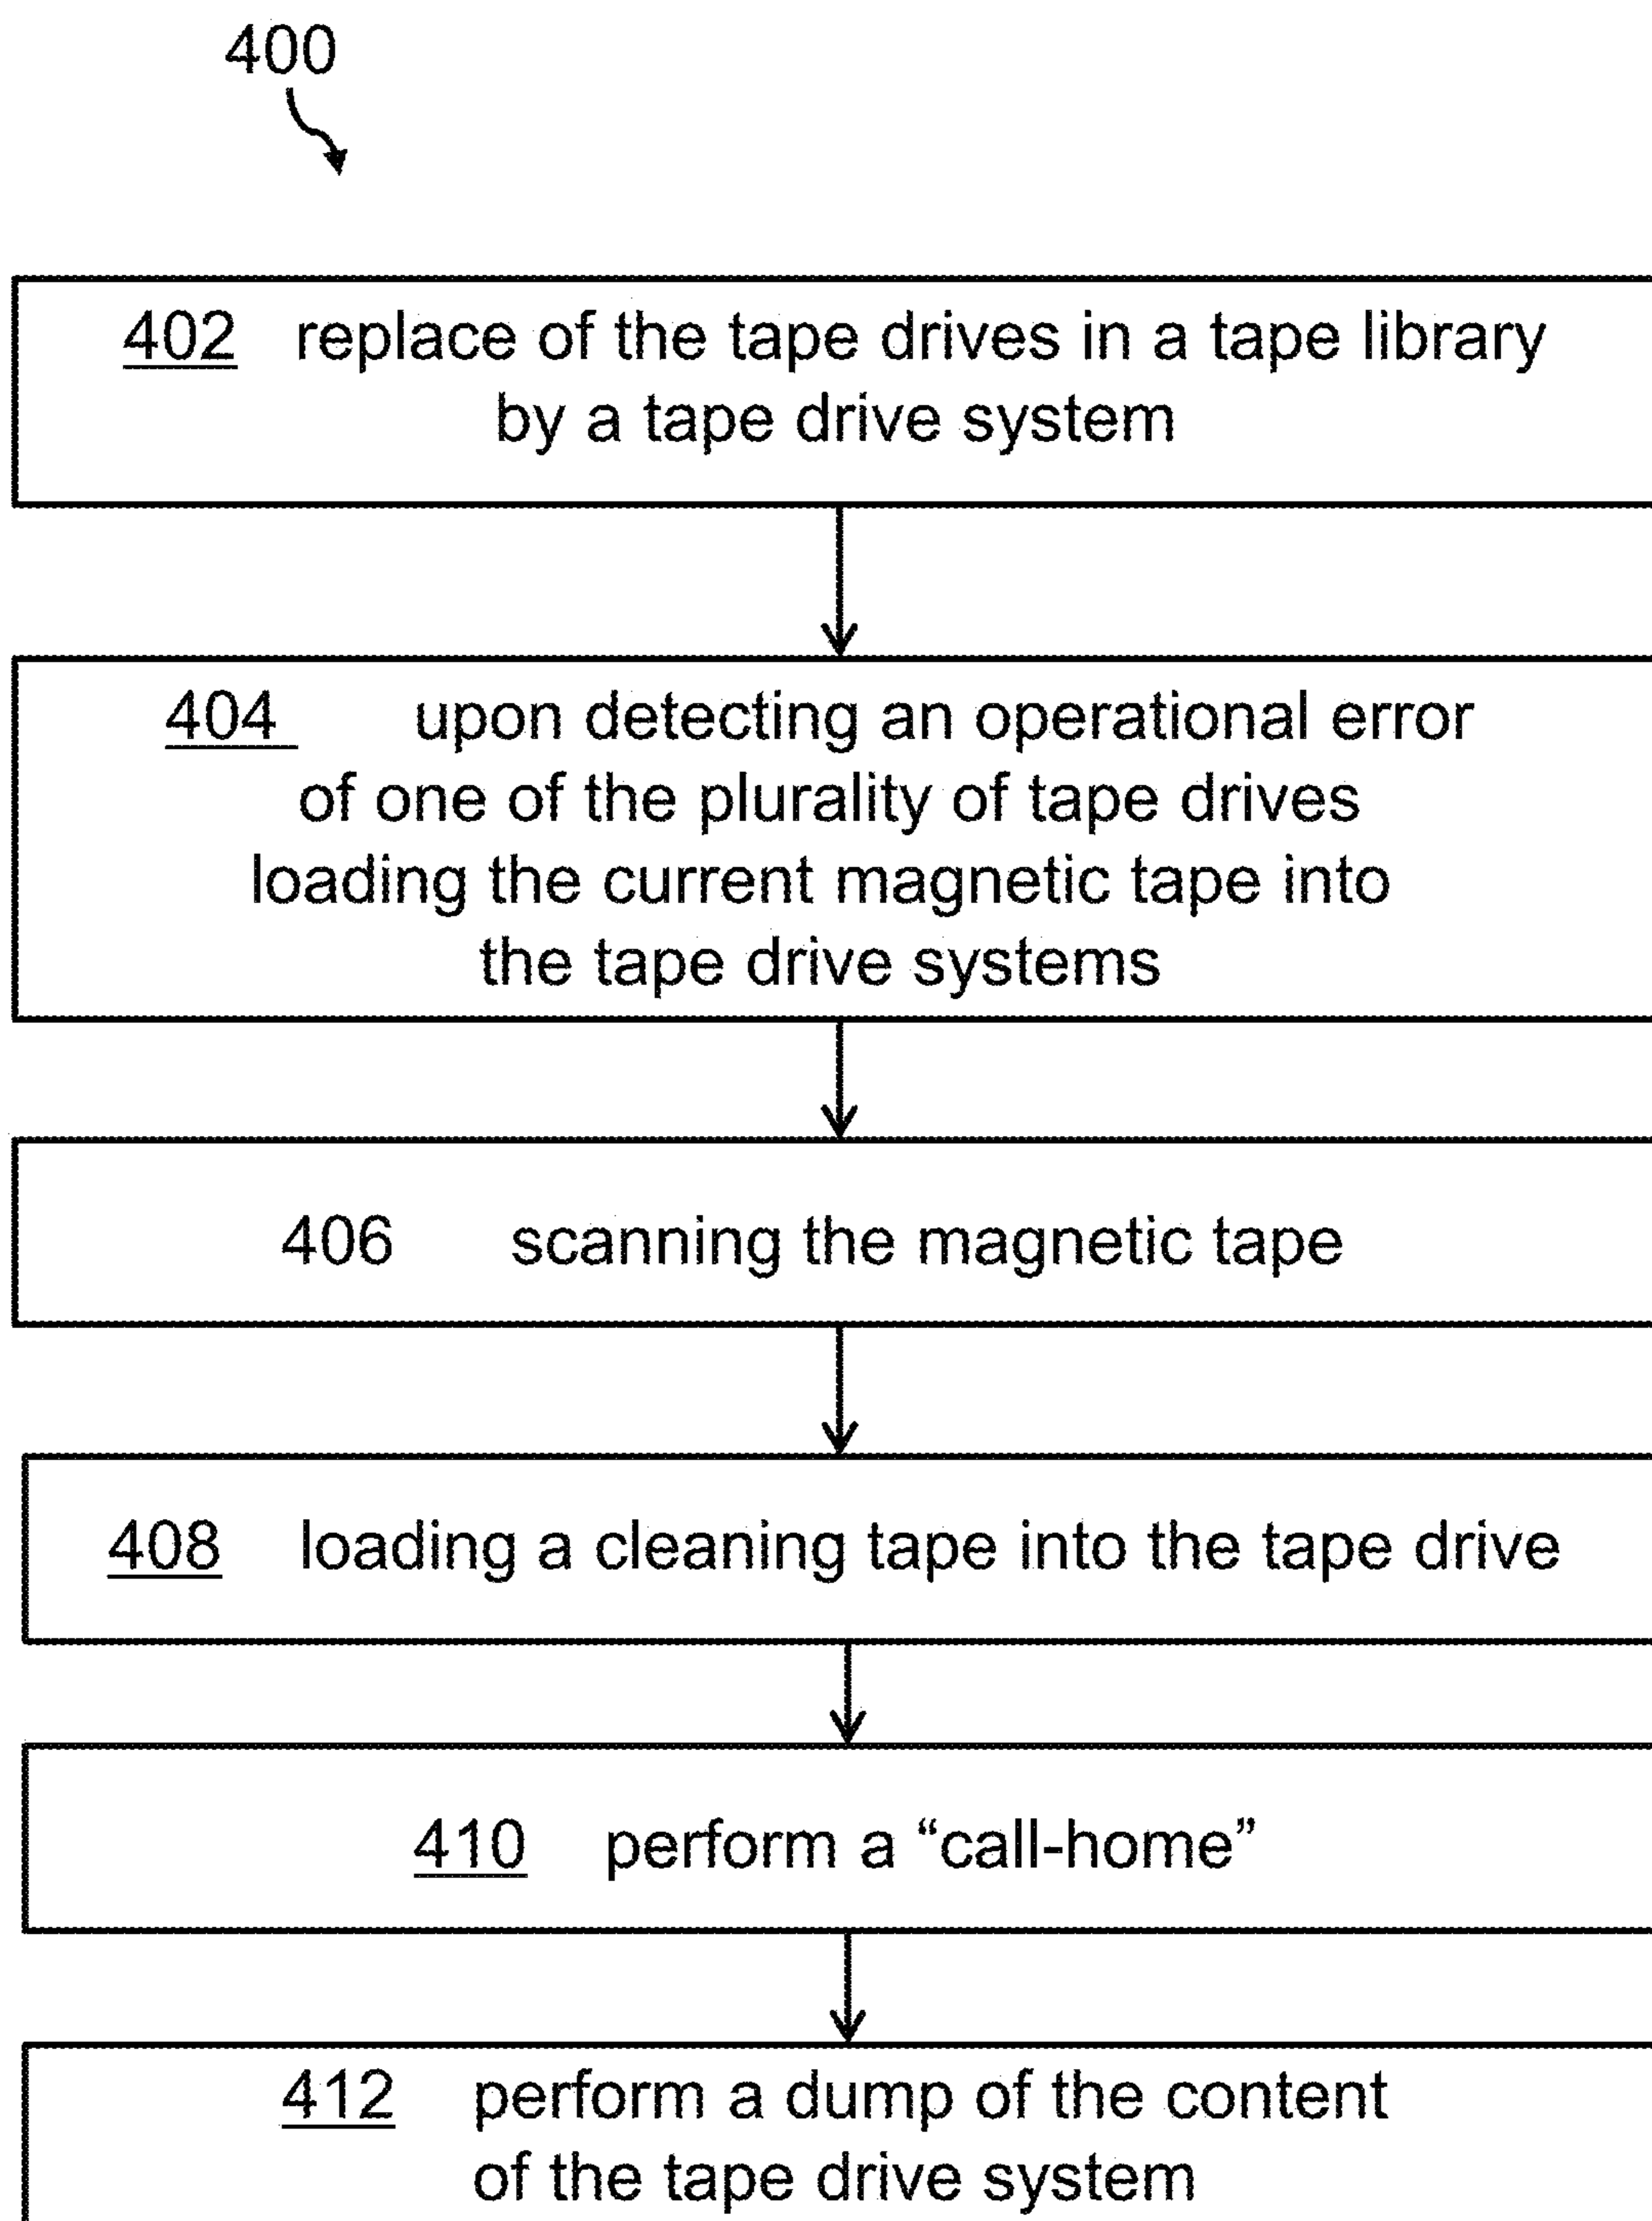 400
402 replace of the tape drives in a tape library
by a tape drive system
404 upon detecting an operational error
of one of the plurality of tape drives
loading the current magnetic tape into
the tape drive systems
406 scanning the magnetic tape
408 loading a cleaning tape into the tape drive
410 perform a “call-home”
412 perform a dump of the content
of the tape drive system